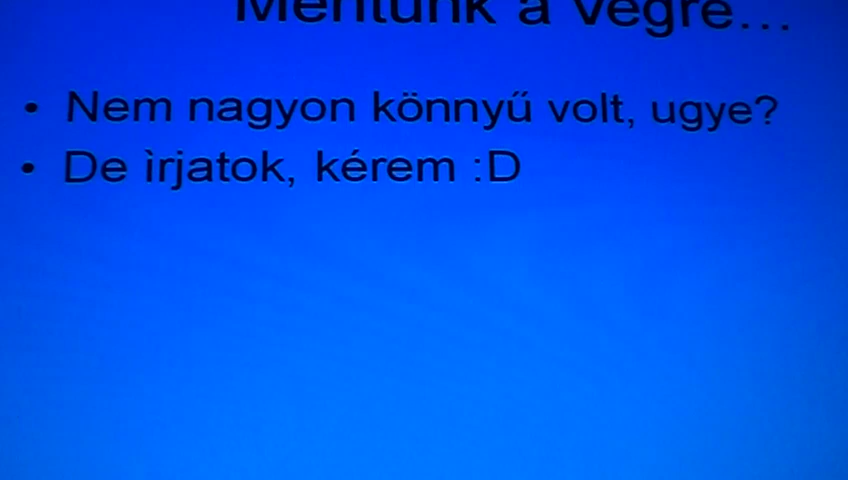 Mentünk a végre...
• Nem nagyon könnyű volt, ugye?
• De ìrjatok, kérem :D